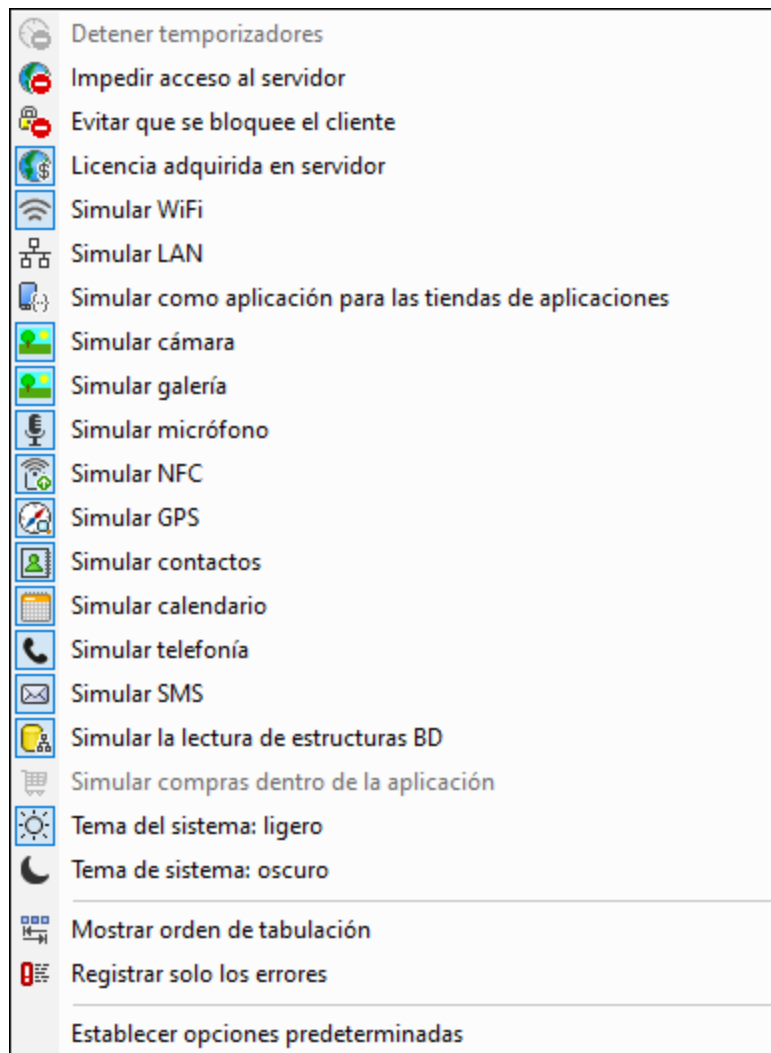 Detener temporizadores
Impedir acceso al servidor
Evitar que se bloquee el cliente
Licencia adquirida en servidor
Simular WiFi
Simular LAN
Simular como aplicación para las tiendas de aplicaciones
Simular cámara
Simular galería
Simular micrófono
Simular NFC
Simular GPS
Simular contactos
Simular calendario
Simular telefonía
Simular SMS
Simular la lectura de estructuras BD
Simular compras dentro de la aplicación
Tema del sistema: ligero
Tema de sistema: oscuro
Mostrar orden de tabulación
Registrar solo los errores
Establecer opciones predeterminadas